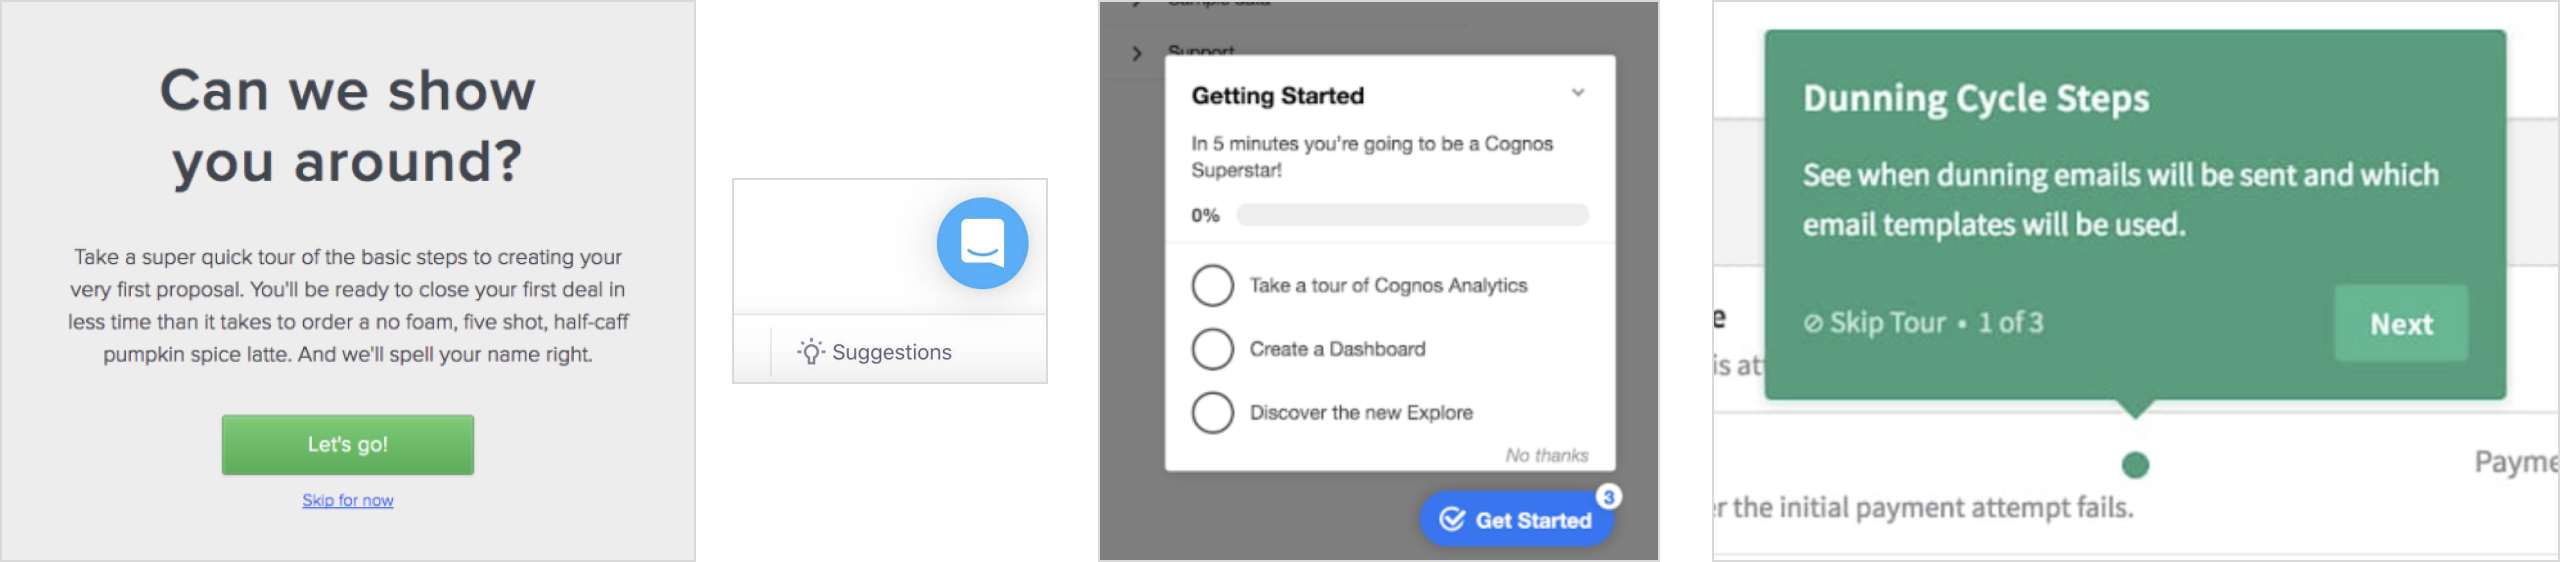 Can we show
you around?
Take a super quick tour of the basic steps to creating your
very first proposal. You'll be ready to close your first deal in
less time than it takes to order a no foam, five shot, half-caff
pumpkin spice latte. And we'll spell your name right.
Let's go!
Skip for now
Suggestions
Sample data
Support
Getting Started
In 5 minutes you're going to be a Cognos
Superstar!
0%
Take a tour of Cognos Analytics
Create a Dashboard
Discover the new Explore
No thanks
3
Get Started
Dunning Cycle Steps
See when dunning emails will be sent and which
email templates will be used.
Skip Tour • 1 of 3
Next
e
is at
Payme
r the initial payment attempt fails.